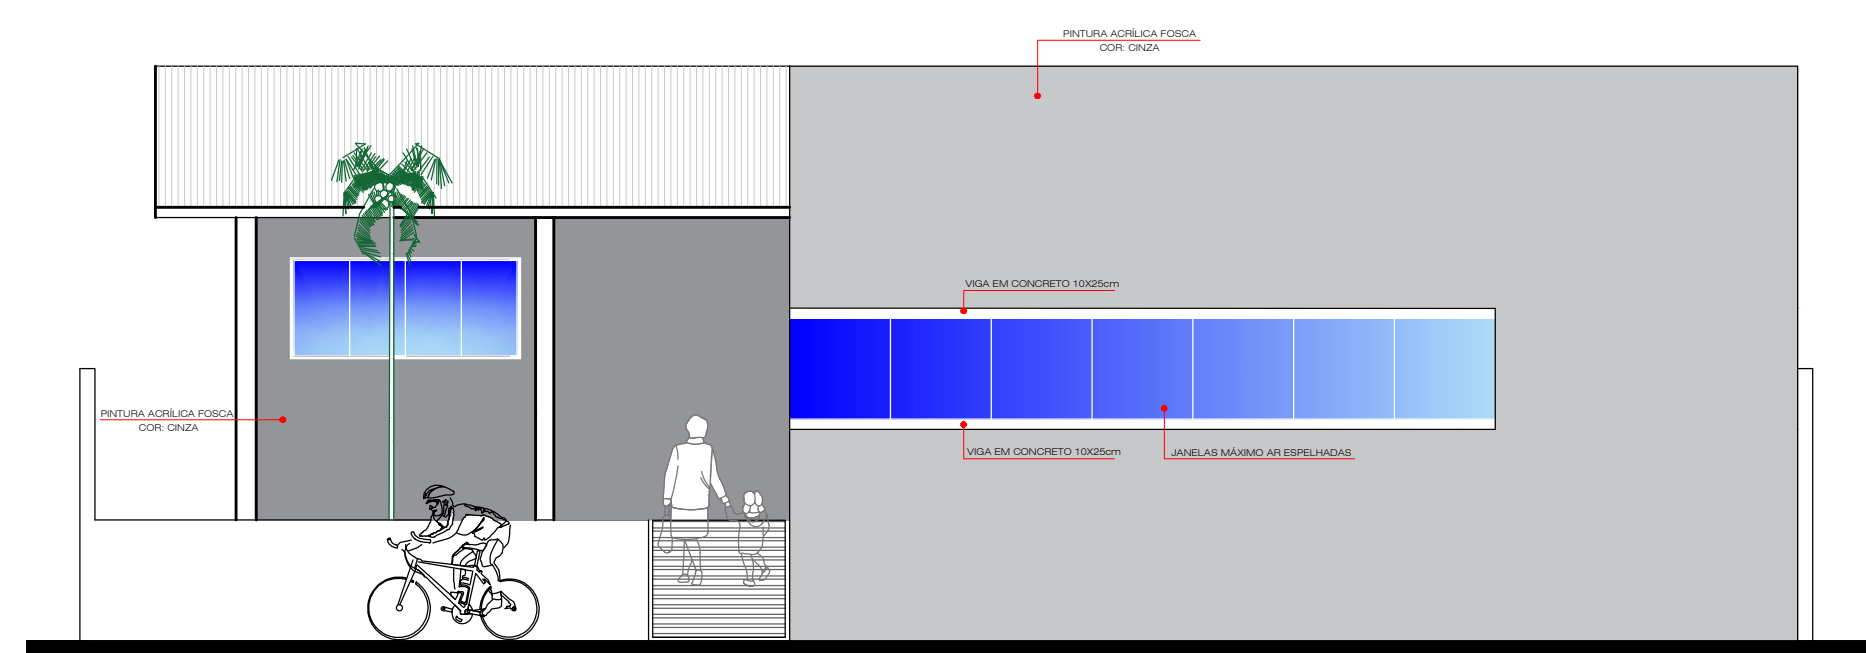 PINTURA ACRÍLICA FOSCA
COR: CINZA
VIGA EM CONCRETO 10X25cm
PINTURA ACRÍLICA FOSCA
COR: CINZA
VIGA EM CONCRETO 10X25cm
JANELAS MÁXIMO AR ESPELHADAS